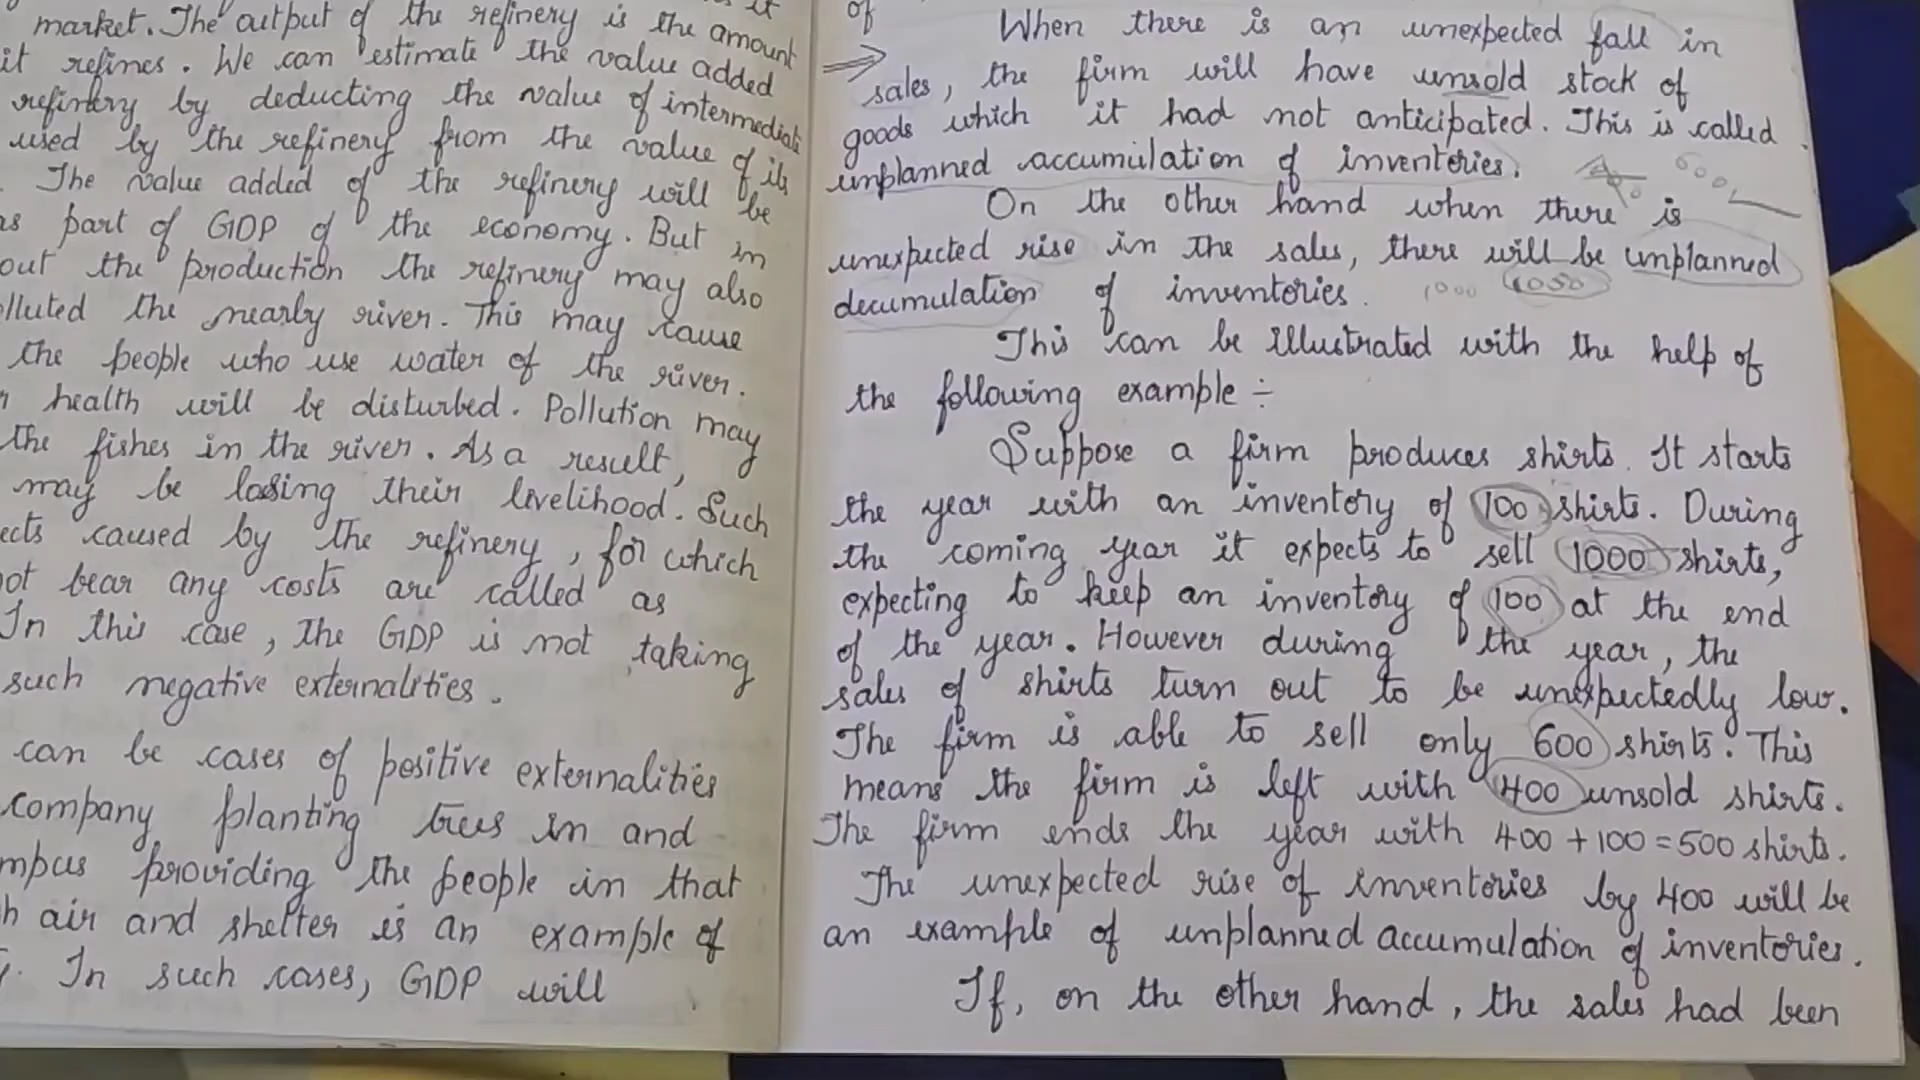 market. The output of the refinery is the amount
it refines. We can estimate the value added
refinery by deducting the value of intermediate
used by the refinery from the value of its
The value added of the refinery will be
as part of GDP of the economy. But in
out the production the refinery may also
lluted the nearly river. This may cause
the people who use water of the river.
health will be disturbed. Pollution may
the fishes in the river. As a result,
may be losing their livelihood. Such
ects caused by the refinery, for which
ot bear any costs are called as
In this case, the GDP is not taking
such negative externalities.
can be cases of positive externalities
company planting trees in and
mpus providing the people in that
h air and shelter is an example of
In such cases, GDP will
of
When there is an unexpected fall in
sales, the firm will have unsold stock of
goods which it had not anticipated. This is called
unplanned accumulation of inventories.
On the other hand when there is
unexpected rise in the sales, there will be unplanned
decumulation of inventories. 1000 1050
This can be illustrated with the help of
the following example ÷
Suppose a firm produces shirts. It starts
the year with an inventory of 100 shirts. During
the coming year it expects to sell 1000 shirts,
expecting to keep an inventory of 100 at the end
of the year. However during the year, the
sales of shirts turn out to be unexpectedly low.
The firm is able to sell only 600 shirts. This
means the firm is left with 400 unsold shirts.
The firm ends the year with 400 + 100 = 500 shirts.
The unexpected rise of inventories by 400 will be
an example of unplanned accumulation of inventories.
If, on the other hand, the sales had been